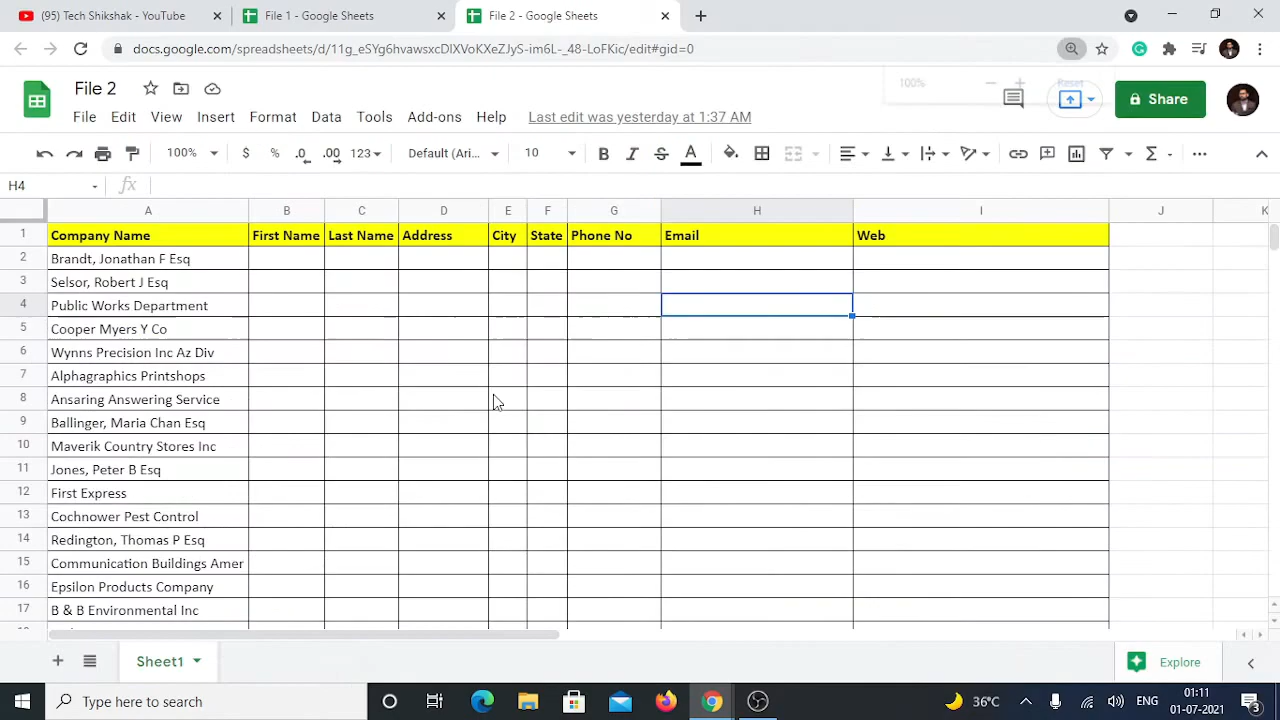 (95) Tech Shikshak - YouTube
File 1 - Google Sheets
File 2 - Google Sheets
docs.google.com/spreadsheets/d/11g_eSYg6hvawsxcDlXVoKXeZJyS-im6L-_48-LoFKic/edit#gid=0
File 2
100%
Reset
Share
File Edit View Insert Format Data Tools Add-ons Help Last edit was yesterday at 1:37 AM
100% $ % .0 .00 123 Default (Ari... 10 B I S A Σ
H4 fx
A B C D E F G H I J K
1 Company Name First Name Last Name Address City State Phone No Email Web
2 Brandt, Jonathan F Esq
3 Selsor, Robert J Esq
4 Public Works Department
5 Cooper Myers Y Co
6 Wynns Precision Inc Az Div
7 Alphagraphics Printshops
8 Ansaring Answering Service
9 Ballinger, Maria Chan Esq
10 Maverik Country Stores Inc
11 Jones, Peter B Esq
12 First Express
13 Cochnower Pest Control
14 Redington, Thomas P Esq
15 Communication Buildings Amer
16 Epsilon Products Company
17 B & B Environmental Inc
Sheet1
Explore
Type here to search
36°C
ENG
01:11
01-07-2021
3